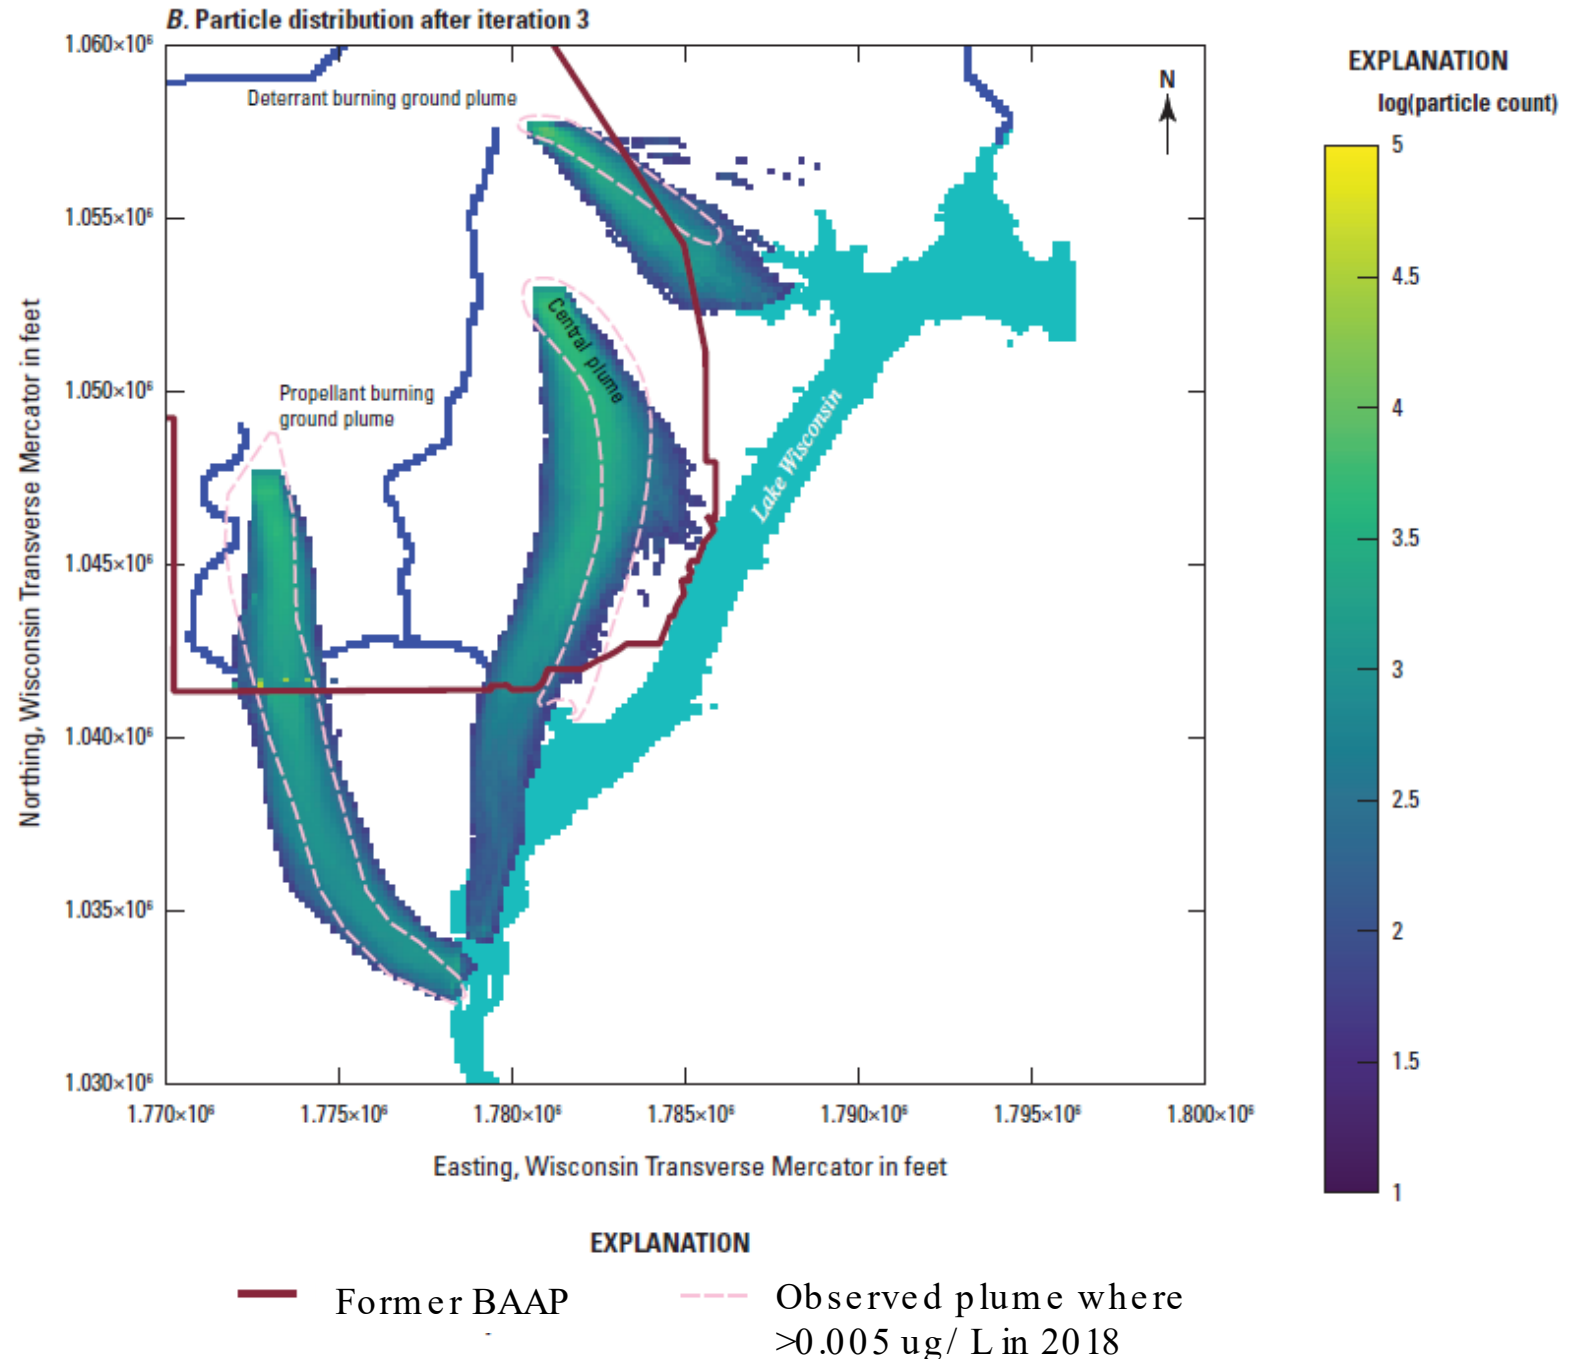 B. Particle distribution after iteration 3
1.060×10⁶
1.055×10⁶
1.050×10⁶
1.045×10⁶
1.040×10⁶
1.035×10⁶
1.030×10⁶
Northing, Wisconsin Transverse Mercator in feet
Deterrant burning ground plume
N
Central plume
Propellant burning
ground plume
Lake Wisconsin
1.770×10⁶
1.775×10⁶
1.780×10⁶
1.785×10⁶
1.790×10⁶
1.795×10⁶
1.800×10⁶
Easting, Wisconsin Transverse Mercator in feet
EXPLANATION
log(particle count)
5
4.5
4
3.5
3
2.5
2
1.5
1
EXPLANATION
Former BAAP
Observed plume where
>0.005 ug/L in 2018